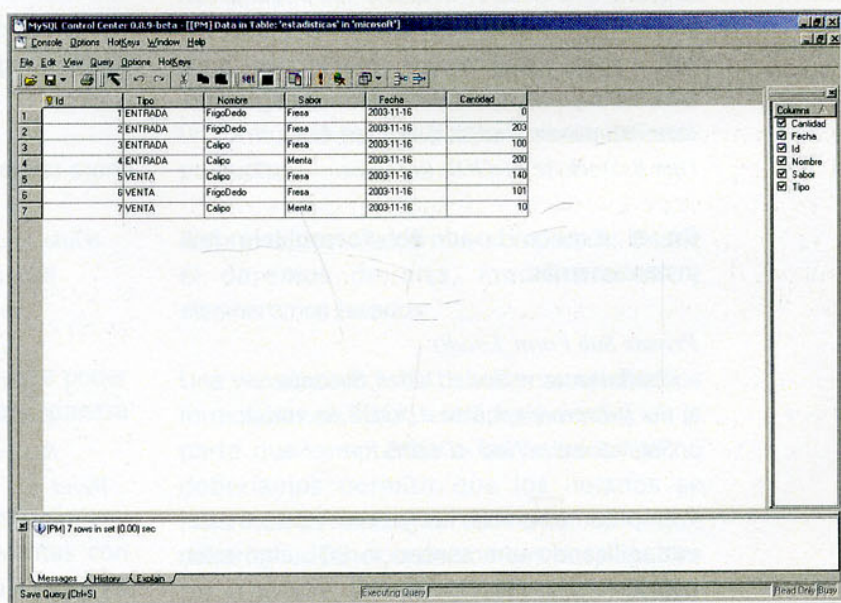 MySQL Control Center 0.8.9-beta - [[PM] Data in Table: 'estadisticas' in 'micosoft']
Console Options HotKeys Window Help
File Edit View Query Options HotKeys
SQL
Id Tipo Nombre Sabor Fecha Cantidad
1 1 ENTRADA FrigoDedo Fresa 2003-11-16 0
2 2 ENTRADA FrigoDedo Fresa 2003-11-16 203
3 3 ENTRADA Calipo Fresa 2003-11-16 100
4 4 ENTRADA Calipo Menta 2003-11-16 200
5 5 VENTA Calipo Fresa 2003-11-16 140
6 6 VENTA FrigoDedo Fresa 2003-11-16 101
7 7 VENTA Calipo Menta 2003-11-16 10
Columns
Cantidad
Fecha
Id
Nombre
Sabor
Tipo
[PM] 7 rows in set (0.00) sec
Messages History Explain
Save Query (Ctrl+S) Executing Query Read Only Busy